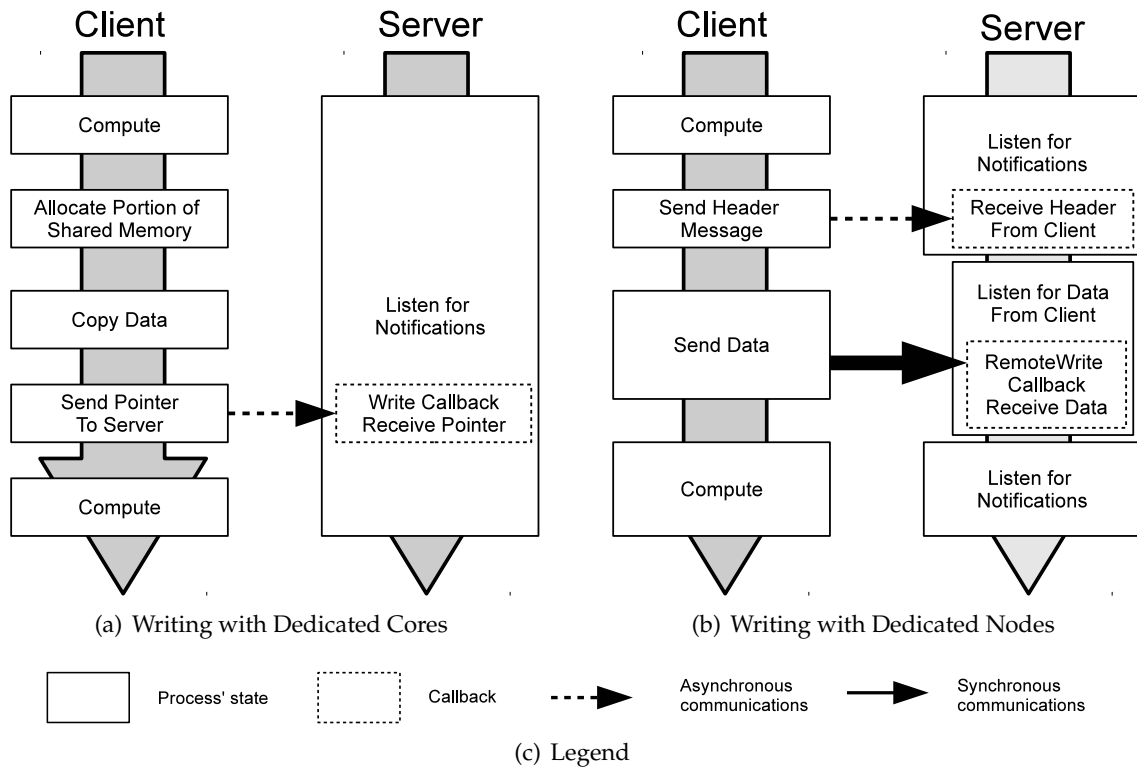 Client
Server
Compute
Allocate Portion of
Shared Memory
Copy Data
Send Pointer
To Server
Compute
Listen for
Notifications
Write Callback
Receive Pointer
(a) Writing with Dedicated Cores
Client
Server
Compute
Send Header
Message
Send Data
Compute
Listen for
Notifications
Receive Header
From Client
Listen for Data
From Client
RemoteWrite
Callback
Receive Data
Listen for
Notifications
(b) Writing with Dedicated Nodes
Process' state
Callback
Asynchronous
communications
Synchronous
communications
(c) Legend